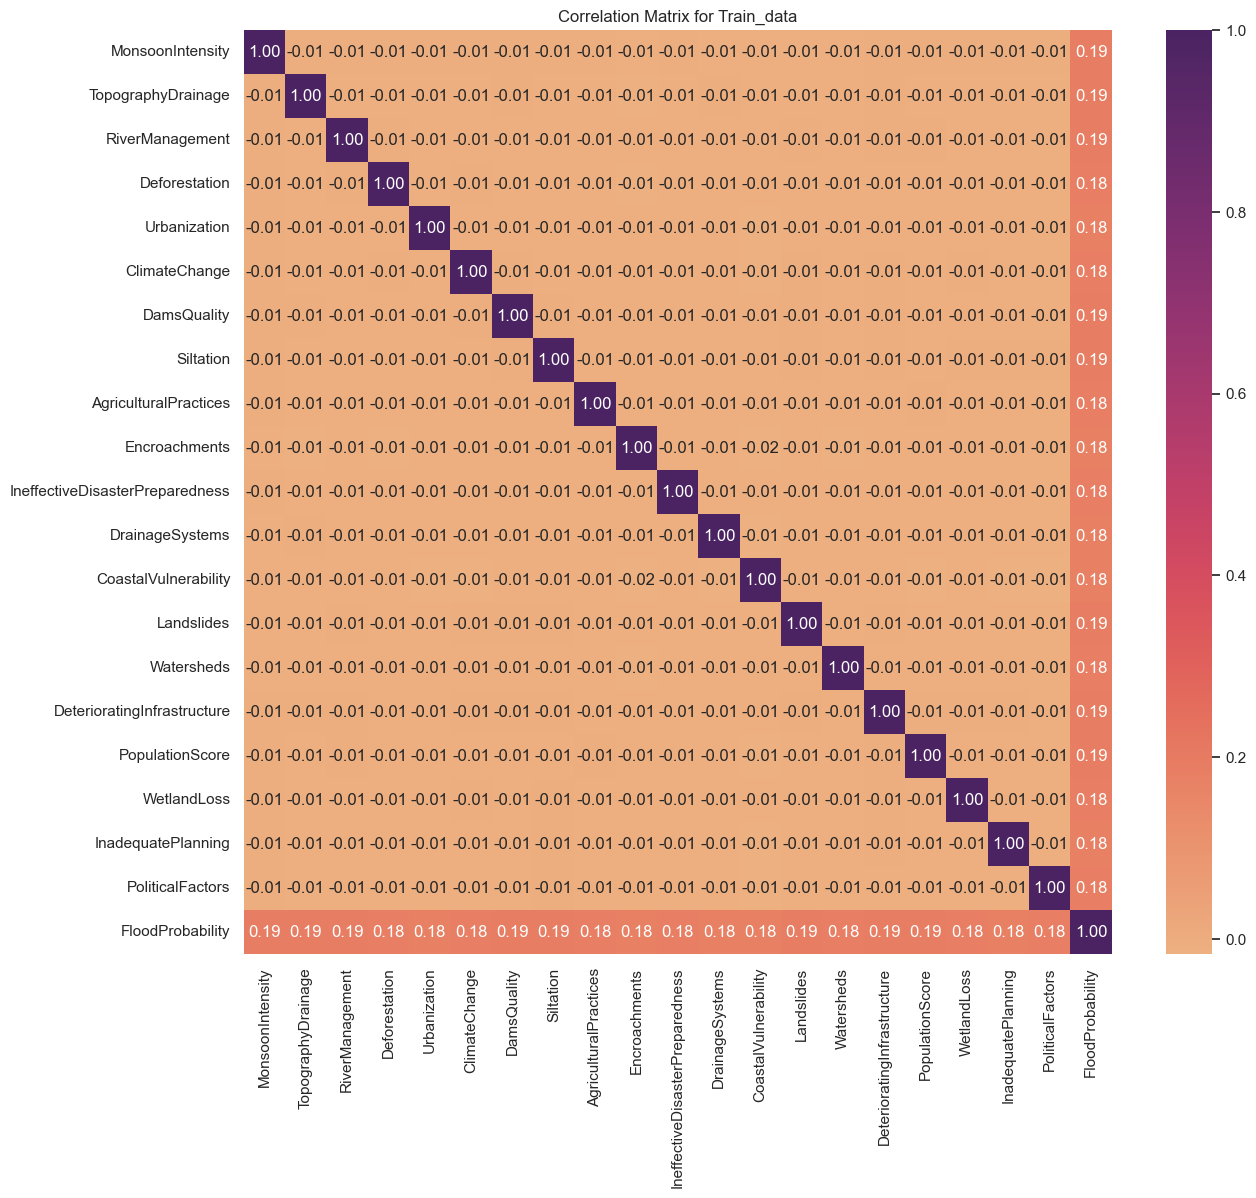 Correlation Matrix for Train_data
MonsoonIntensity 1.00 -0.01 -0.01 -0.01 -0.01 -0.01 -0.01 -0.01 -0.01 -0.01 -0.01 -0.01 -0.01 -0.01 -0.01 -0.01 -0.01 -0.01 -0.01 -0.01 0.19
TopographyDrainage -0.01 1.00 -0.01 -0.01 -0.01 -0.01 -0.01 -0.01 -0.01 -0.01 -0.01 -0.01 -0.01 -0.01 -0.01 -0.01 -0.01 -0.01 -0.01 -0.01 0.19
RiverManagement -0.01 -0.01 1.00 -0.01 -0.01 -0.01 -0.01 -0.01 -0.01 -0.01 -0.01 -0.01 -0.01 -0.01 -0.01 -0.01 -0.01 -0.01 -0.01 -0.01 0.19
Deforestation -0.01 -0.01 -0.01 1.00 -0.01 -0.01 -0.01 -0.01 -0.01 -0.01 -0.01 -0.01 -0.01 -0.01 -0.01 -0.01 -0.01 -0.01 -0.01 -0.01 0.18
Urbanization -0.01 -0.01 -0.01 -0.01 1.00 -0.01 -0.01 -0.01 -0.01 -0.01 -0.01 -0.01 -0.01 -0.01 -0.01 -0.01 -0.01 -0.01 -0.01 -0.01 0.18
ClimateChange -0.01 -0.01 -0.01 -0.01 -0.01 1.00 -0.01 -0.01 -0.01 -0.01 -0.01 -0.01 -0.01 -0.01 -0.01 -0.01 -0.01 -0.01 -0.01 -0.01 0.18
DamsQuality -0.01 -0.01 -0.01 -0.01 -0.01 -0.01 1.00 -0.01 -0.01 -0.01 -0.01 -0.01 -0.01 -0.01 -0.01 -0.01 -0.01 -0.01 -0.01 -0.01 0.19
Siltation -0.01 -0.01 -0.01 -0.01 -0.01 -0.01 -0.01 1.00 -0.01 -0.01 -0.01 -0.01 -0.01 -0.01 -0.01 -0.01 -0.01 -0.01 -0.01 -0.01 0.19
AgriculturalPractices -0.01 -0.01 -0.01 -0.01 -0.01 -0.01 -0.01 -0.01 1.00 -0.01 -0.01 -0.01 -0.01 -0.01 -0.01 -0.01 -0.01 -0.01 -0.01 -0.01 0.18
Encroachments -0.01 -0.01 -0.01 -0.01 -0.01 -0.01 -0.01 -0.01 -0.01 1.00 -0.01 -0.01 -0.02 -0.01 -0.01 -0.01 -0.01 -0.01 -0.01 -0.01 0.18
IneffectiveDisasterPreparedness -0.01 -0.01 -0.01 -0.01 -0.01 -0.01 -0.01 -0.01 -0.01 -0.01 1.00 -0.01 -0.01 -0.01 -0.01 -0.01 -0.01 -0.01 -0.01 -0.01 0.18
DrainageSystems -0.01 -0.01 -0.01 -0.01 -0.01 -0.01 -0.01 -0.01 -0.01 -0.01 -0.01 1.00 -0.01 -0.01 -0.01 -0.01 -0.01 -0.01 -0.01 -0.01 0.18
CoastalVulnerability -0.01 -0.01 -0.01 -0.01 -0.01 -0.01 -0.01 -0.01 -0.01 -0.02 -0.01 -0.01 1.00 -0.01 -0.01 -0.01 -0.01 -0.01 -0.01 -0.01 0.18
Landslides -0.01 -0.01 -0.01 -0.01 -0.01 -0.01 -0.01 -0.01 -0.01 -0.01 -0.01 -0.01 -0.01 1.00 -0.01 -0.01 -0.01 -0.01 -0.01 -0.01 0.19
Watersheds -0.01 -0.01 -0.01 -0.01 -0.01 -0.01 -0.01 -0.01 -0.01 -0.01 -0.01 -0.01 -0.01 -0.01 1.00 -0.01 -0.01 -0.01 -0.01 -0.01 0.18
DeterioratingInfrastructure -0.01 -0.01 -0.01 -0.01 -0.01 -0.01 -0.01 -0.01 -0.01 -0.01 -0.01 -0.01 -0.01 -0.01 -0.01 1.00 -0.01 -0.01 -0.01 -0.01 0.19
PopulationScore -0.01 -0.01 -0.01 -0.01 -0.01 -0.01 -0.01 -0.01 -0.01 -0.01 -0.01 -0.01 -0.01 -0.01 -0.01 -0.01 1.00 -0.01 -0.01 -0.01 0.19
WetlandLoss -0.01 -0.01 -0.01 -0.01 -0.01 -0.01 -0.01 -0.01 -0.01 -0.01 -0.01 -0.01 -0.01 -0.01 -0.01 -0.01 -0.01 1.00 -0.01 -0.01 0.18
InadequatePlanning -0.01 -0.01 -0.01 -0.01 -0.01 -0.01 -0.01 -0.01 -0.01 -0.01 -0.01 -0.01 -0.01 -0.01 -0.01 -0.01 -0.01 -0.01 1.00 -0.01 0.18
PoliticalFactors -0.01 -0.01 -0.01 -0.01 -0.01 -0.01 -0.01 -0.01 -0.01 -0.01 -0.01 -0.01 -0.01 -0.01 -0.01 -0.01 -0.01 -0.01 -0.01 1.00 0.18
FloodProbability 0.19 0.19 0.19 0.18 0.18 0.18 0.19 0.19 0.18 0.18 0.18 0.18 0.18 0.19 0.18 0.19 0.19 0.18 0.18 0.18 1.00
MonsoonIntensity
TopographyDrainage
RiverManagement
Deforestation
Urbanization
ClimateChange
DamsQuality
Siltation
AgriculturalPractices
Encroachments
IneffectiveDisasterPreparedness
DrainageSystems
CoastalVulnerability
Landslides
Watersheds
DeterioratingInfrastructure
PopulationScore
WetlandLoss
InadequatePlanning
PoliticalFactors
FloodProbability
1.0
0.8
0.6
0.4
0.2
0.0